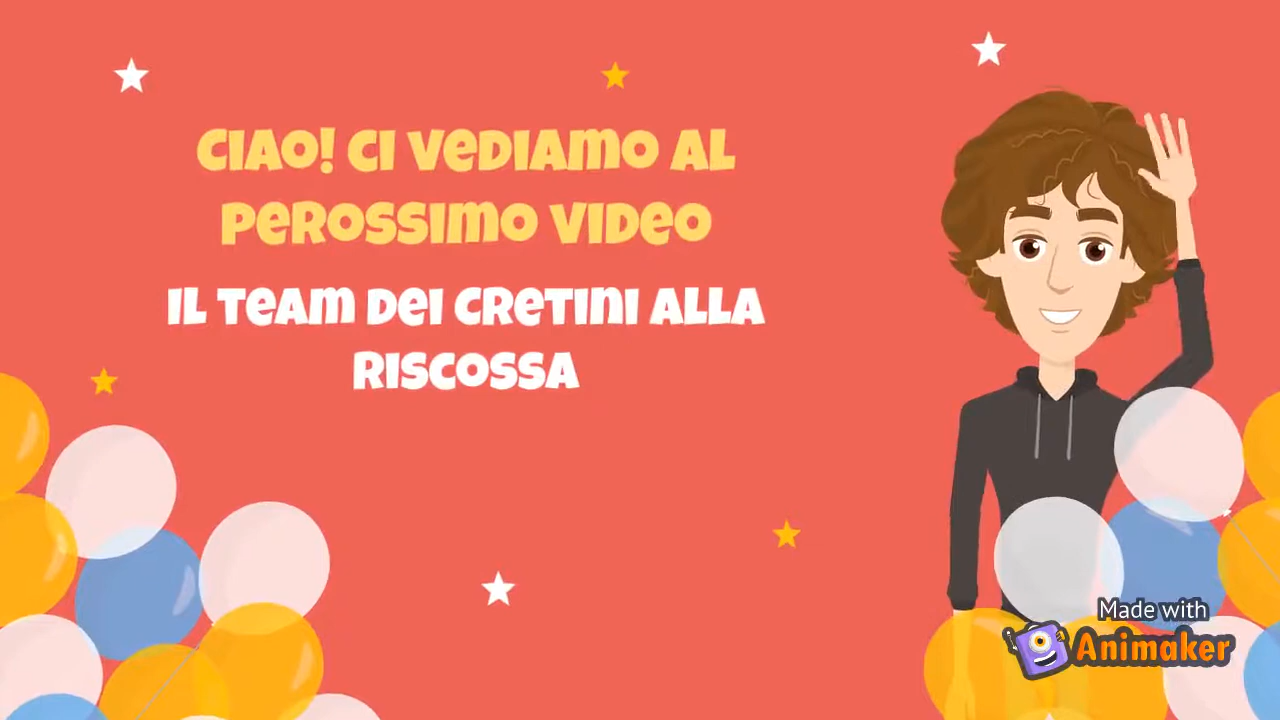 CIAO! CI VEDIAMO AL
PEROSSIMO VIDEO
IL TEAM DEI CRETINI ALLA
RISCOSSA
Made with
Animaker